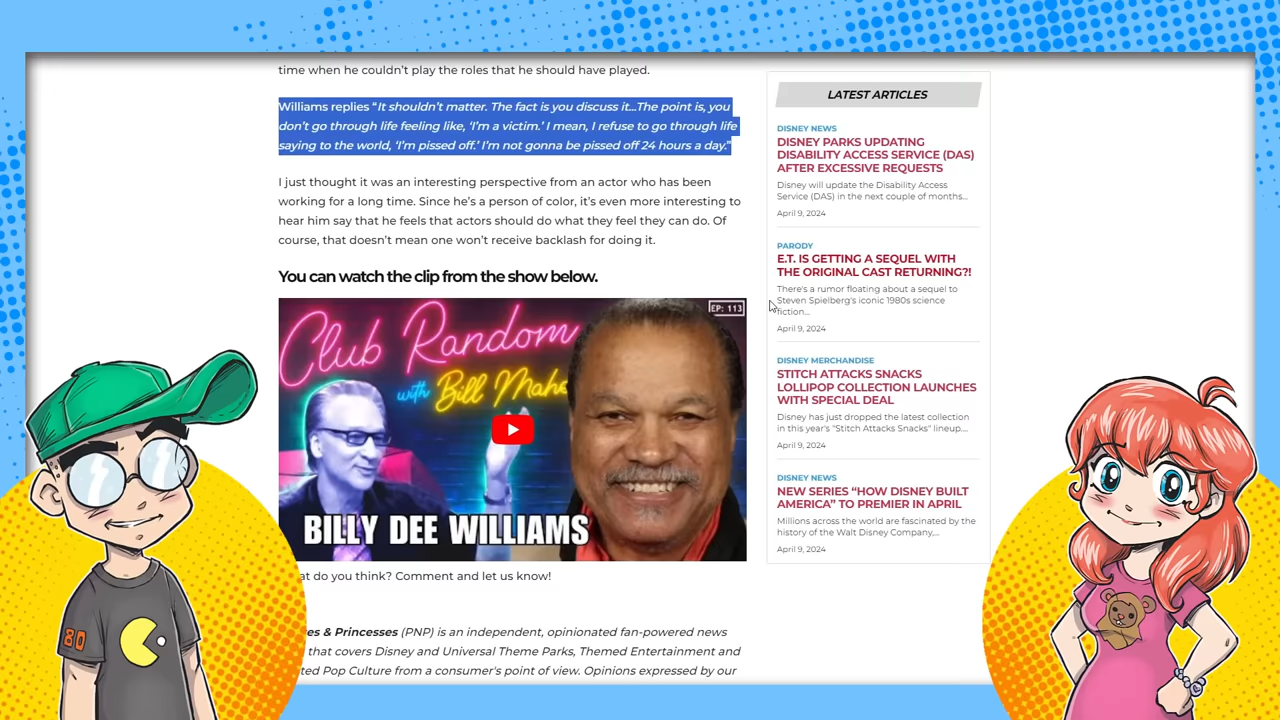 time when he couldn't play the roles that he should have played.
Williams replies "It shouldn't matter. The fact is you discuss it...The point is, you
don't go through life feeling like, 'I'm a victim.' I mean, I refuse to go through life
saying to the world, 'I'm pissed off.' I'm not gonna be pissed off 24 hours a day."
I just thought it was an interesting perspective from an actor who has been
working for a long time. Since he's a person of color, it's even more interesting to
hear him say that he feels that actors should do what they feel they can do. Of
course, that doesn't mean one won't receive backlash for doing it.
You can watch the clip from the show below.
EP: 113
Club Random
with Bill Mahe
BILLY DEE WILLIAMS
at do you think? Comment and let us know!
es & Princesses (PNP) is an independent, opinionated fan-powered news
that covers Disney and Universal Theme Parks, Themed Entertainment and
ted Pop Culture from a consumer's point of view. Opinions expressed by our
LATEST ARTICLES
DISNEY NEWS
DISNEY PARKS UPDATING
DISABILITY ACCESS SERVICE (DAS)
AFTER EXCESSIVE REQUESTS
Disney will update the Disability Access
Service (DAS) in the next couple of months...
April 9, 2024
PARODY
E.T. IS GETTING A SEQUEL WITH
THE ORIGINAL CAST RETURNING?!
There's a rumor floating about a sequel to
Steven Spielberg's iconic 1980s science
fiction...
April 9, 2024
DISNEY MERCHANDISE
STITCH ATTACKS SNACKS
LOLLIPOP COLLECTION LAUNCHES
WITH SPECIAL DEAL
Disney has just dropped the latest collection
in this year's "Stitch Attacks Snacks" lineup....
April 9, 2024
DISNEY NEWS
NEW SERIES "HOW DISNEY BUILT
AMERICA" TO PREMIER IN APRIL
Millions across the world are fascinated by the
history of the Walt Disney Company,...
April 9, 2024
80